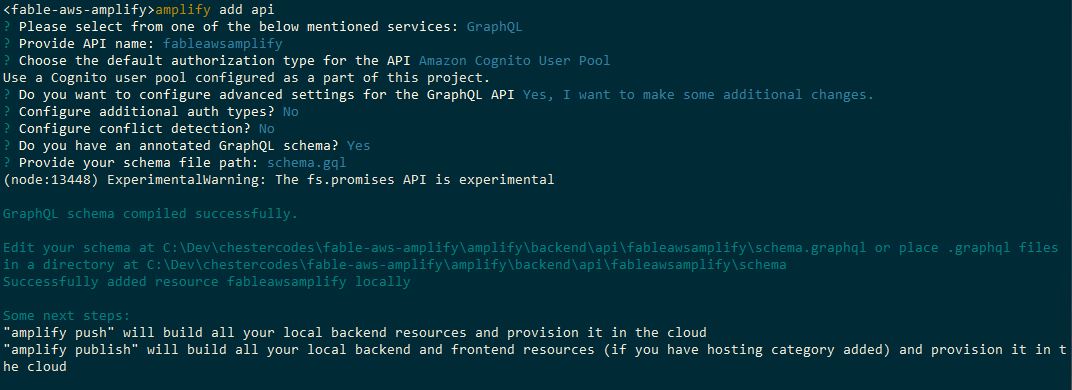 <fable-aws-amplify>amplify add api
? Please select from one of the below mentioned services: GraphQL
? Provide API name: fableawsamplify
? Choose the default authorization type for the API Amazon Cognito User Pool
Use a Cognito user pool configured as a part of this project.
? Do you want to configure advanced settings for the GraphQL API Yes, I want to make some additional changes.
? Configure additional auth types? No
? Configure conflict detection? No
? Do you have an annotated GraphQL schema? Yes
? Provide your schema file path: schema.gql
(node:13448) ExperimentalWarning: The fs.promises API is experimental
GraphQL schema compiled successfully.
Edit your schema at C:\Dev\chestercodes\fable-aws-amplify\amplify\backend\api\fableawsamplify\schema.graphql or place .graphql files
in a directory at C:\Dev\chestercodes\fable-aws-amplify\amplify\backend\api\fableawsamplify\schema
Successfully added resource fableawsamplify locally
Some next steps:
"amplify push" will build all your local backend resources and provision it in the cloud
"amplify publish" will build all your local backend and frontend resources (if you have hosting category added) and provision it in t
he cloud